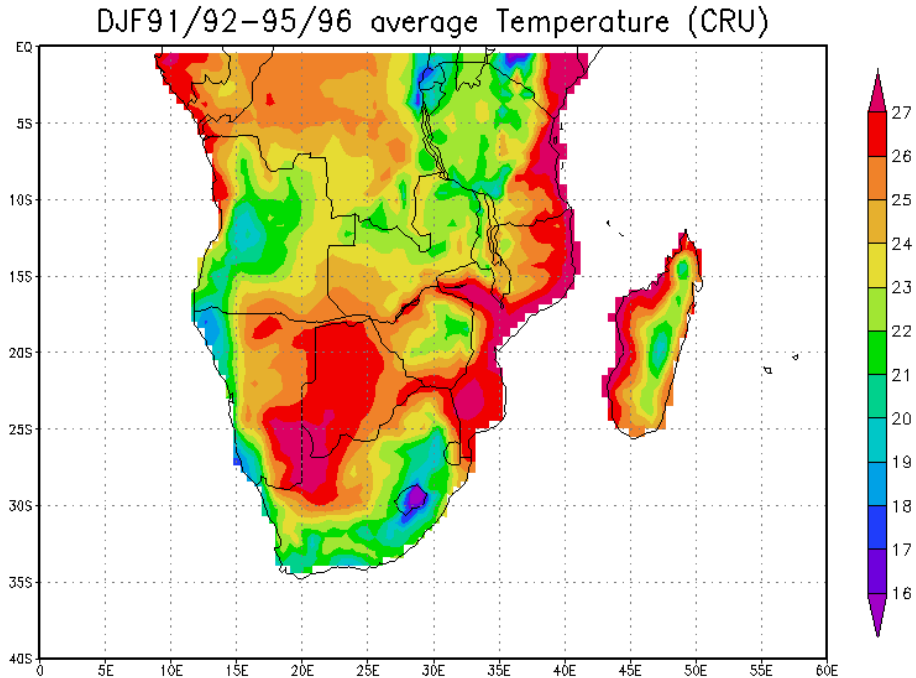 DJF91/92-95/96 average Temperature (CRU)
EQ
5S
10S
15S
20S
25S
30S
35S
40S
0 5E 10E 15E 20E 25E 30E 35E 40E 45E 50E 55E 60E
27
26
25
24
23
22
21
20
19
18
17
16